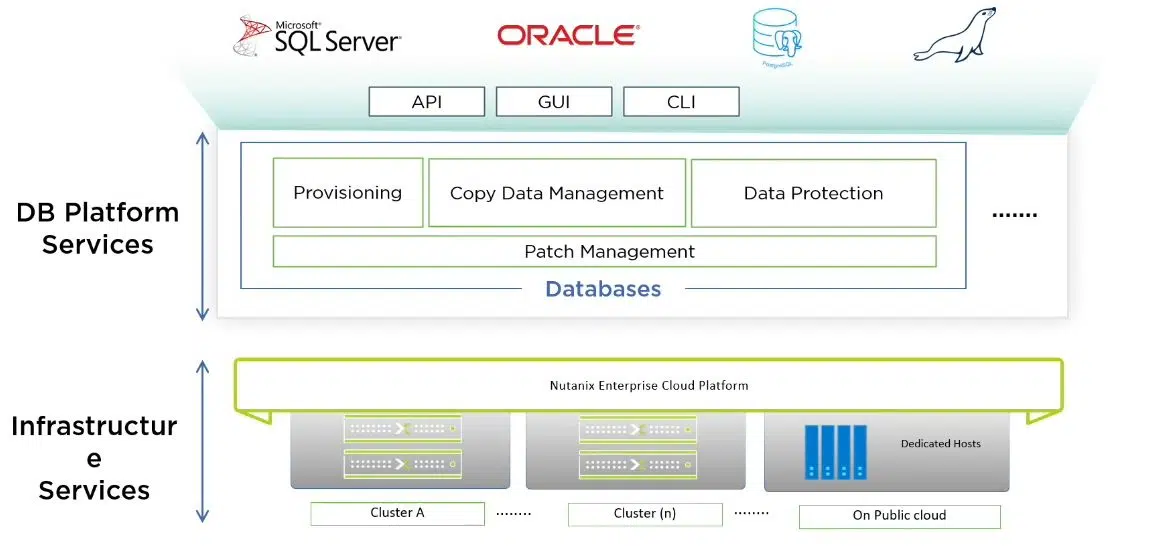 Microsoft®
SQL Server®
ORACLE®
PostgreSQL
API
GUI
CLI
DB Platform
Services
Provisioning
Copy Data Management
Data Protection
.......
Patch Management
Databases
Infrastructur
e
Services
Nutanix Enterprise Cloud Platform
Dedicated Hosts
Cluster A
........
Cluster (n)
........
On Public cloud